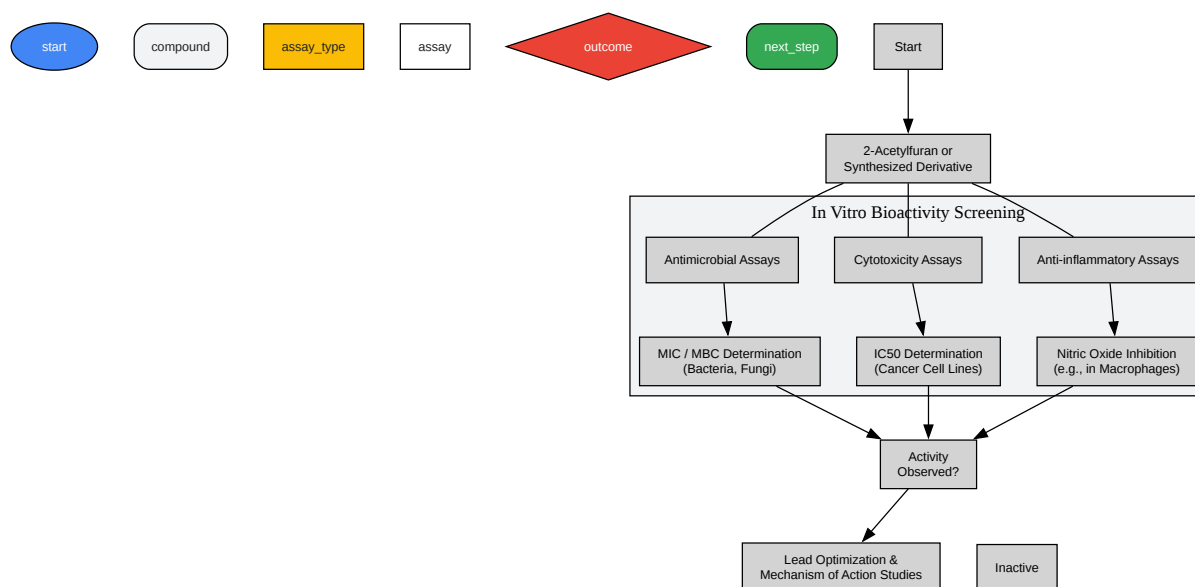 start
compound
assay_type
assay
outcome
next_step
Start
2-Acetylfuran or
Synthesized Derivative
In Vitro Bioactivity Screening
Antimicrobial Assays
Cytotoxicity Assays
Anti-inflammatory Assays
MIC / MBC Determination
(Bacteria, Fungi)
IC50 Determination
(Cancer Cell Lines)
Nitric Oxide Inhibition
(e.g., in Macrophages)
Activity
Observed?
Lead Optimization &
Mechanism of Action Studies
Inactive